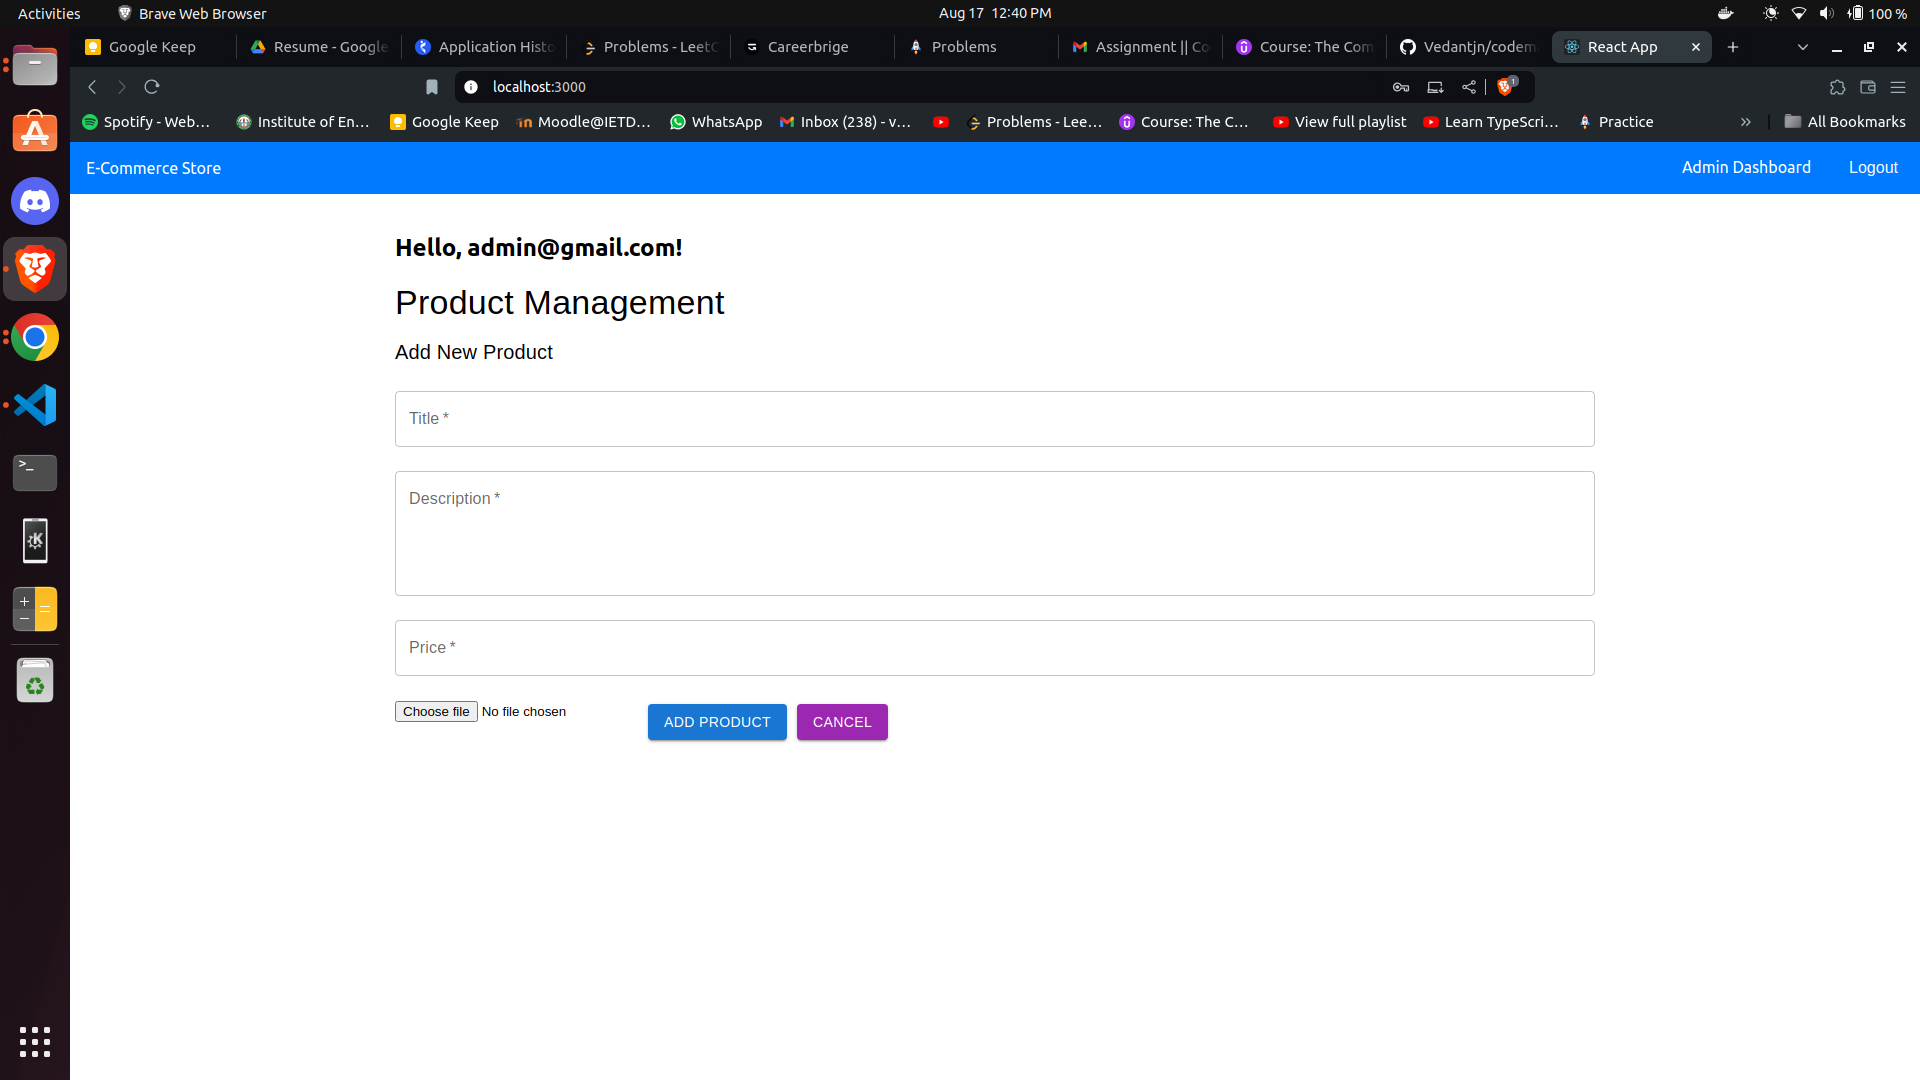 Activities Brave Web Browser Aug 17 12:40 PM 100 %
Google Keep Resume - Google Application Histo Problems - LeetC Careerbrige Problems Assignment || Co Course: The Com Vedantjn/codem React App
localhost:3000 1
Spotify - Web... Institute of En... Google Keep Moodle@IETD... WhatsApp Inbox (238) - v... Problems - Lee... Course: The C... View full playlist Learn TypeScri... Practice » All Bookmarks
E-Commerce Store Admin Dashboard Logout
Hello, admin@gmail.com!
Product Management
Add New Product
Title *
Description *
Price *
Choose file No file chosen ADD PRODUCT CANCEL